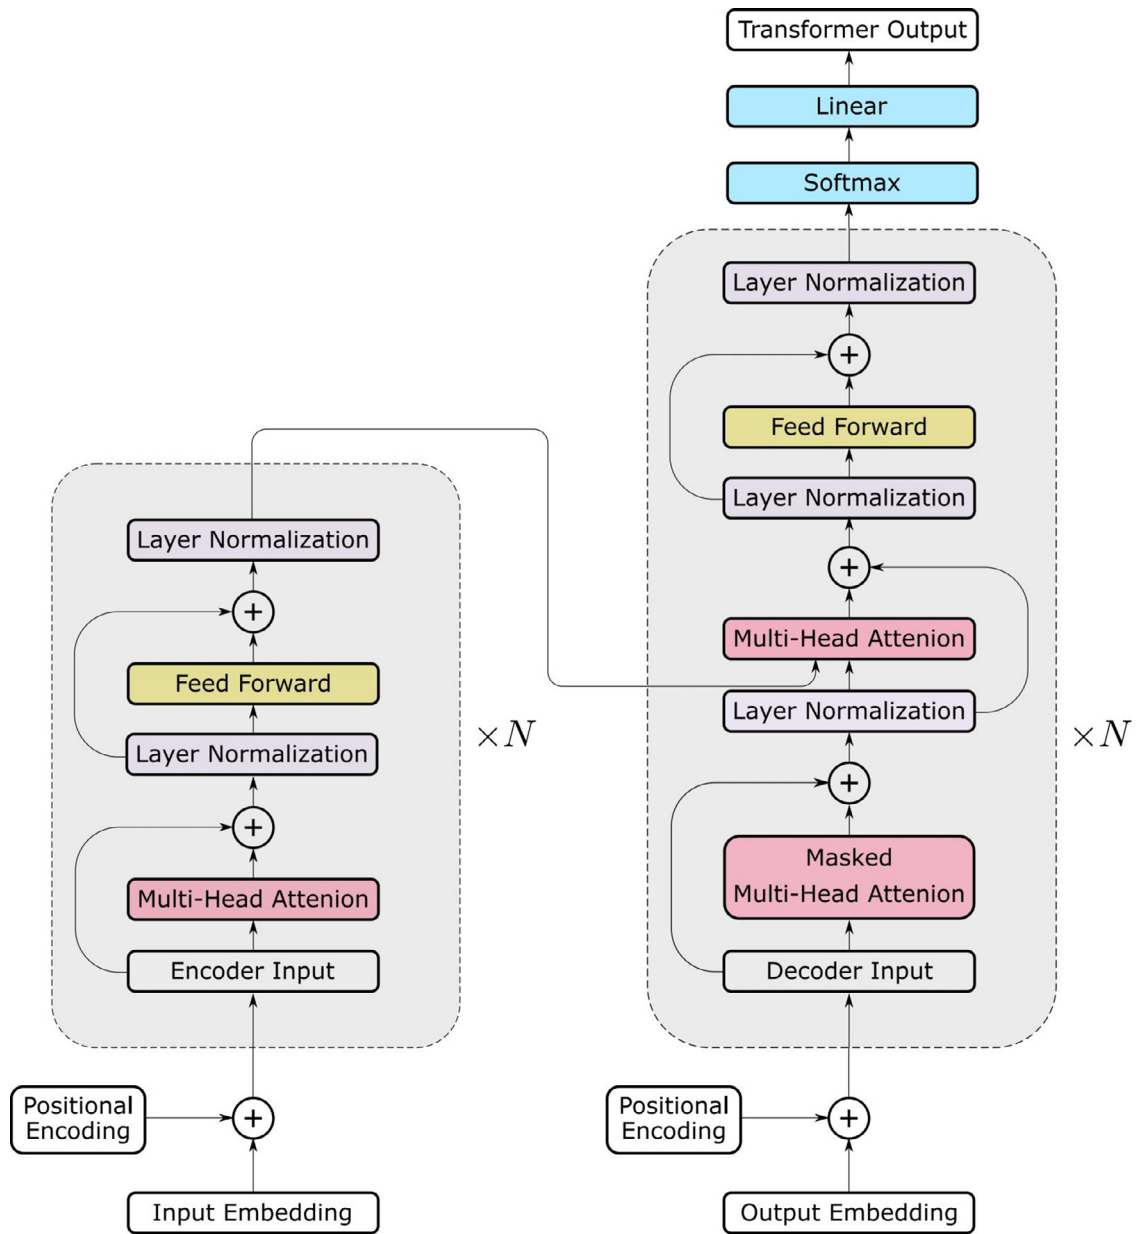 Transformer Output
Linear
Softmax
Layer Normalization
Feed Forward
Layer Normalization
Multi-Head Attenion
Layer Normalization
Masked
Multi-Head Attenion
Decoder Input
×N
Positional
Encoding
Output Embedding
Layer Normalization
Feed Forward
Layer Normalization
Multi-Head Attenion
Encoder Input
×N
Positional
Encoding
Input Embedding